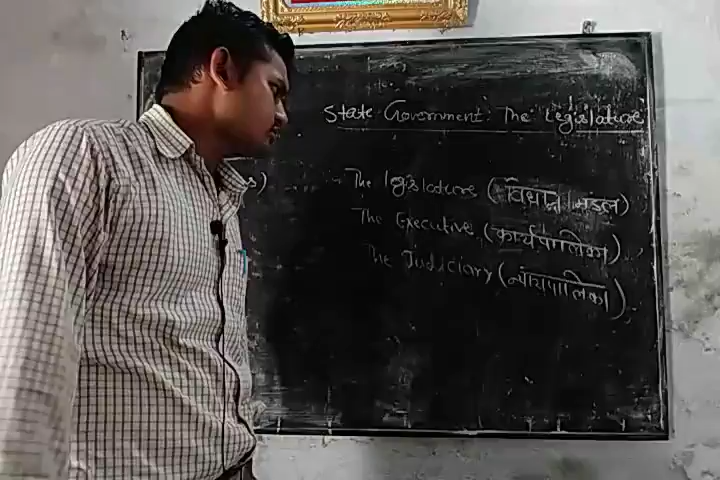 State Government: The Legislature
s) The legislature (विधान मंडल)
The Executive (कार्यपालिका)
The Judiciary (न्यायपालिका)